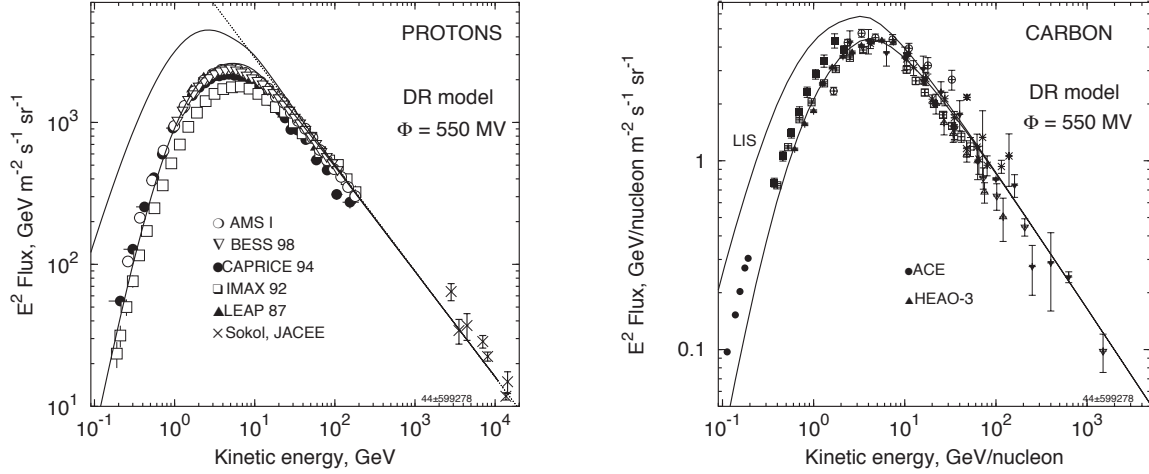 PROTONS
DR model
Φ = 550 MV
E² Flux, GeV m⁻² s⁻¹ sr⁻¹
10³
10²
10¹
AMS I
BESS 98
CAPRICE 94
IMAX 92
LEAP 87
Sokol, JACEE
44±599278
10⁻¹ 10⁰ 10¹ 10² 10³ 10⁴
Kinetic energy, GeV
CARBON
DR model
Φ = 550 MV
LIS
E² Flux, GeV/nucleon m⁻² s⁻¹ sr⁻¹
1
0.1
ACE
HEAO-3
44±599278
10⁻¹ 10⁰ 10¹ 10² 10³
Kinetic energy, GeV/nucleon